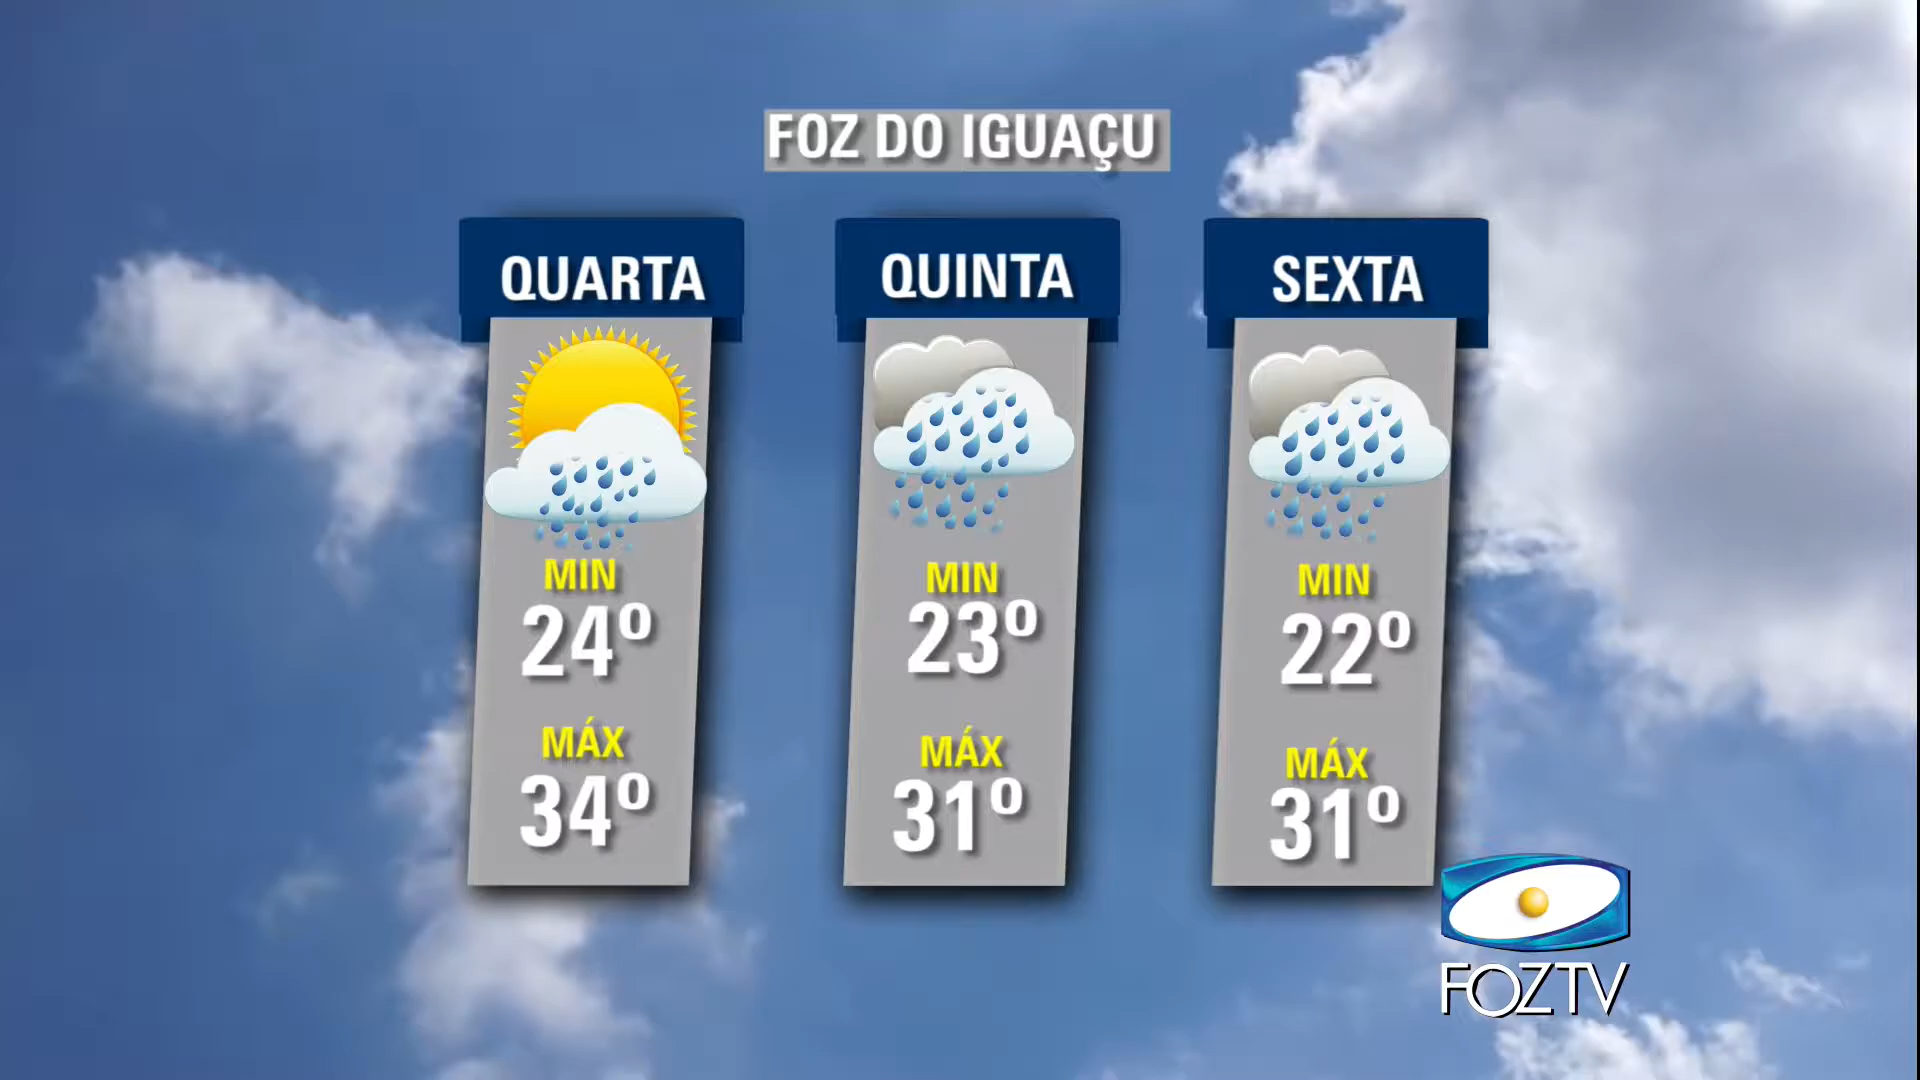 FOZ DO IGUAÇU
QUARTA
MIN
24º
MÁX
34º
QUINTA
MIN
23º
MÁX
31º
SEXTA
MIN
22º
MÁX
31º
FOZTV